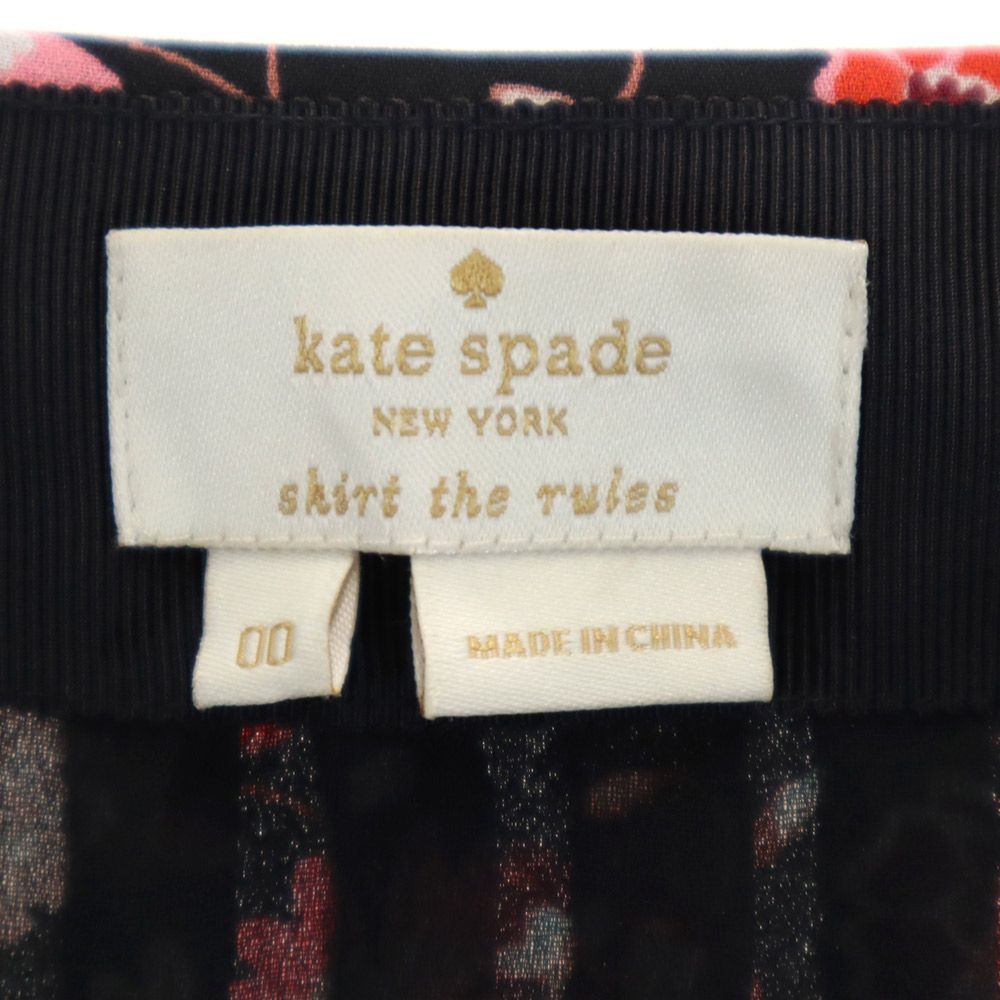 kate spade
NEW YORK
skirt the rules
00
MADE IN CHINA